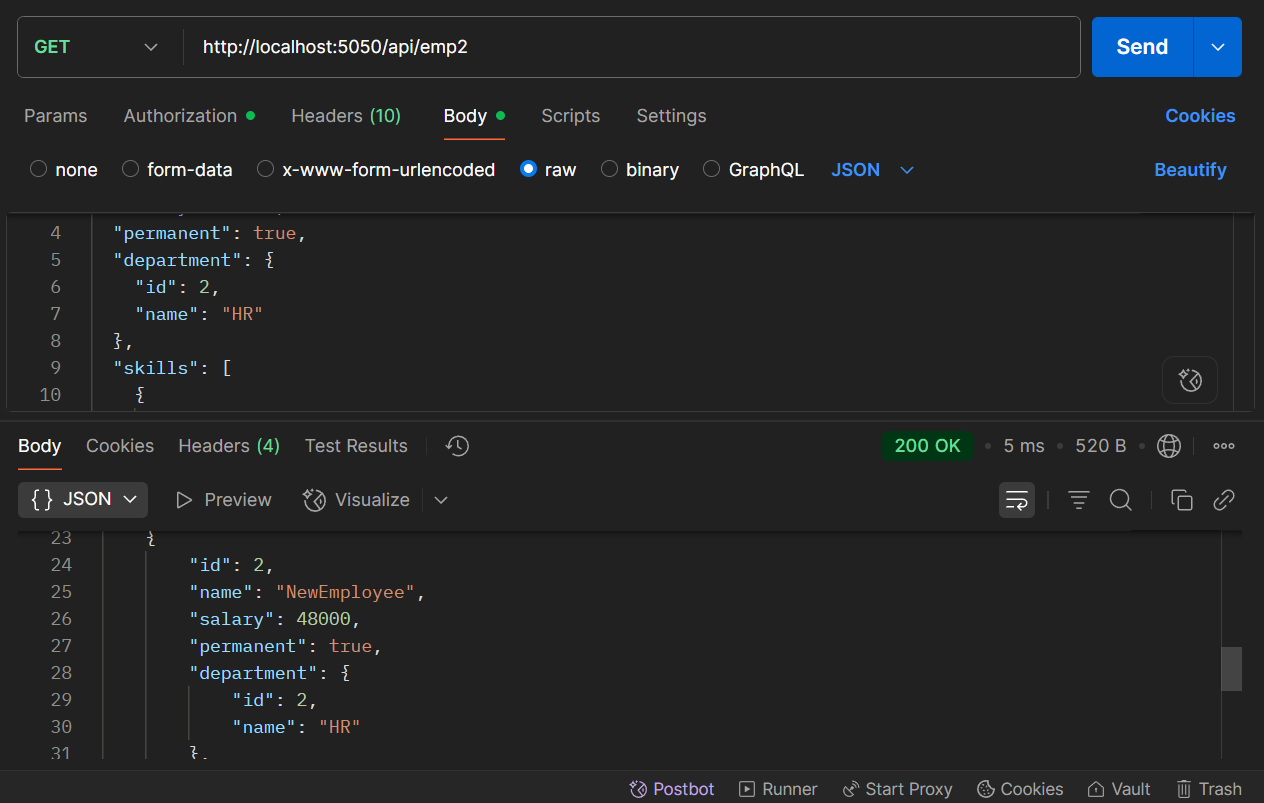 GET http://localhost:5050/api/emp2 Send
Params Authorization Headers (10) Body Scripts Settings Cookies
none form-data x-www-form-urlencoded raw binary GraphQL JSON Beautify
4 "permanent": true,
5 "department": {
6 "id": 2,
7 "name": "HR"
8 },
9 "skills": [
10 {
Body Cookies Headers (4) Test Results 200 OK 5 ms 520 B
{} JSON Preview Visualize
23 {
24 "id": 2,
25 "name": "NewEmployee",
26 "salary": 48000,
27 "permanent": true,
28 "department": {
29 "id": 2,
30 "name": "HR"
31 },
Postbot Runner Start Proxy Cookies Vault Trash